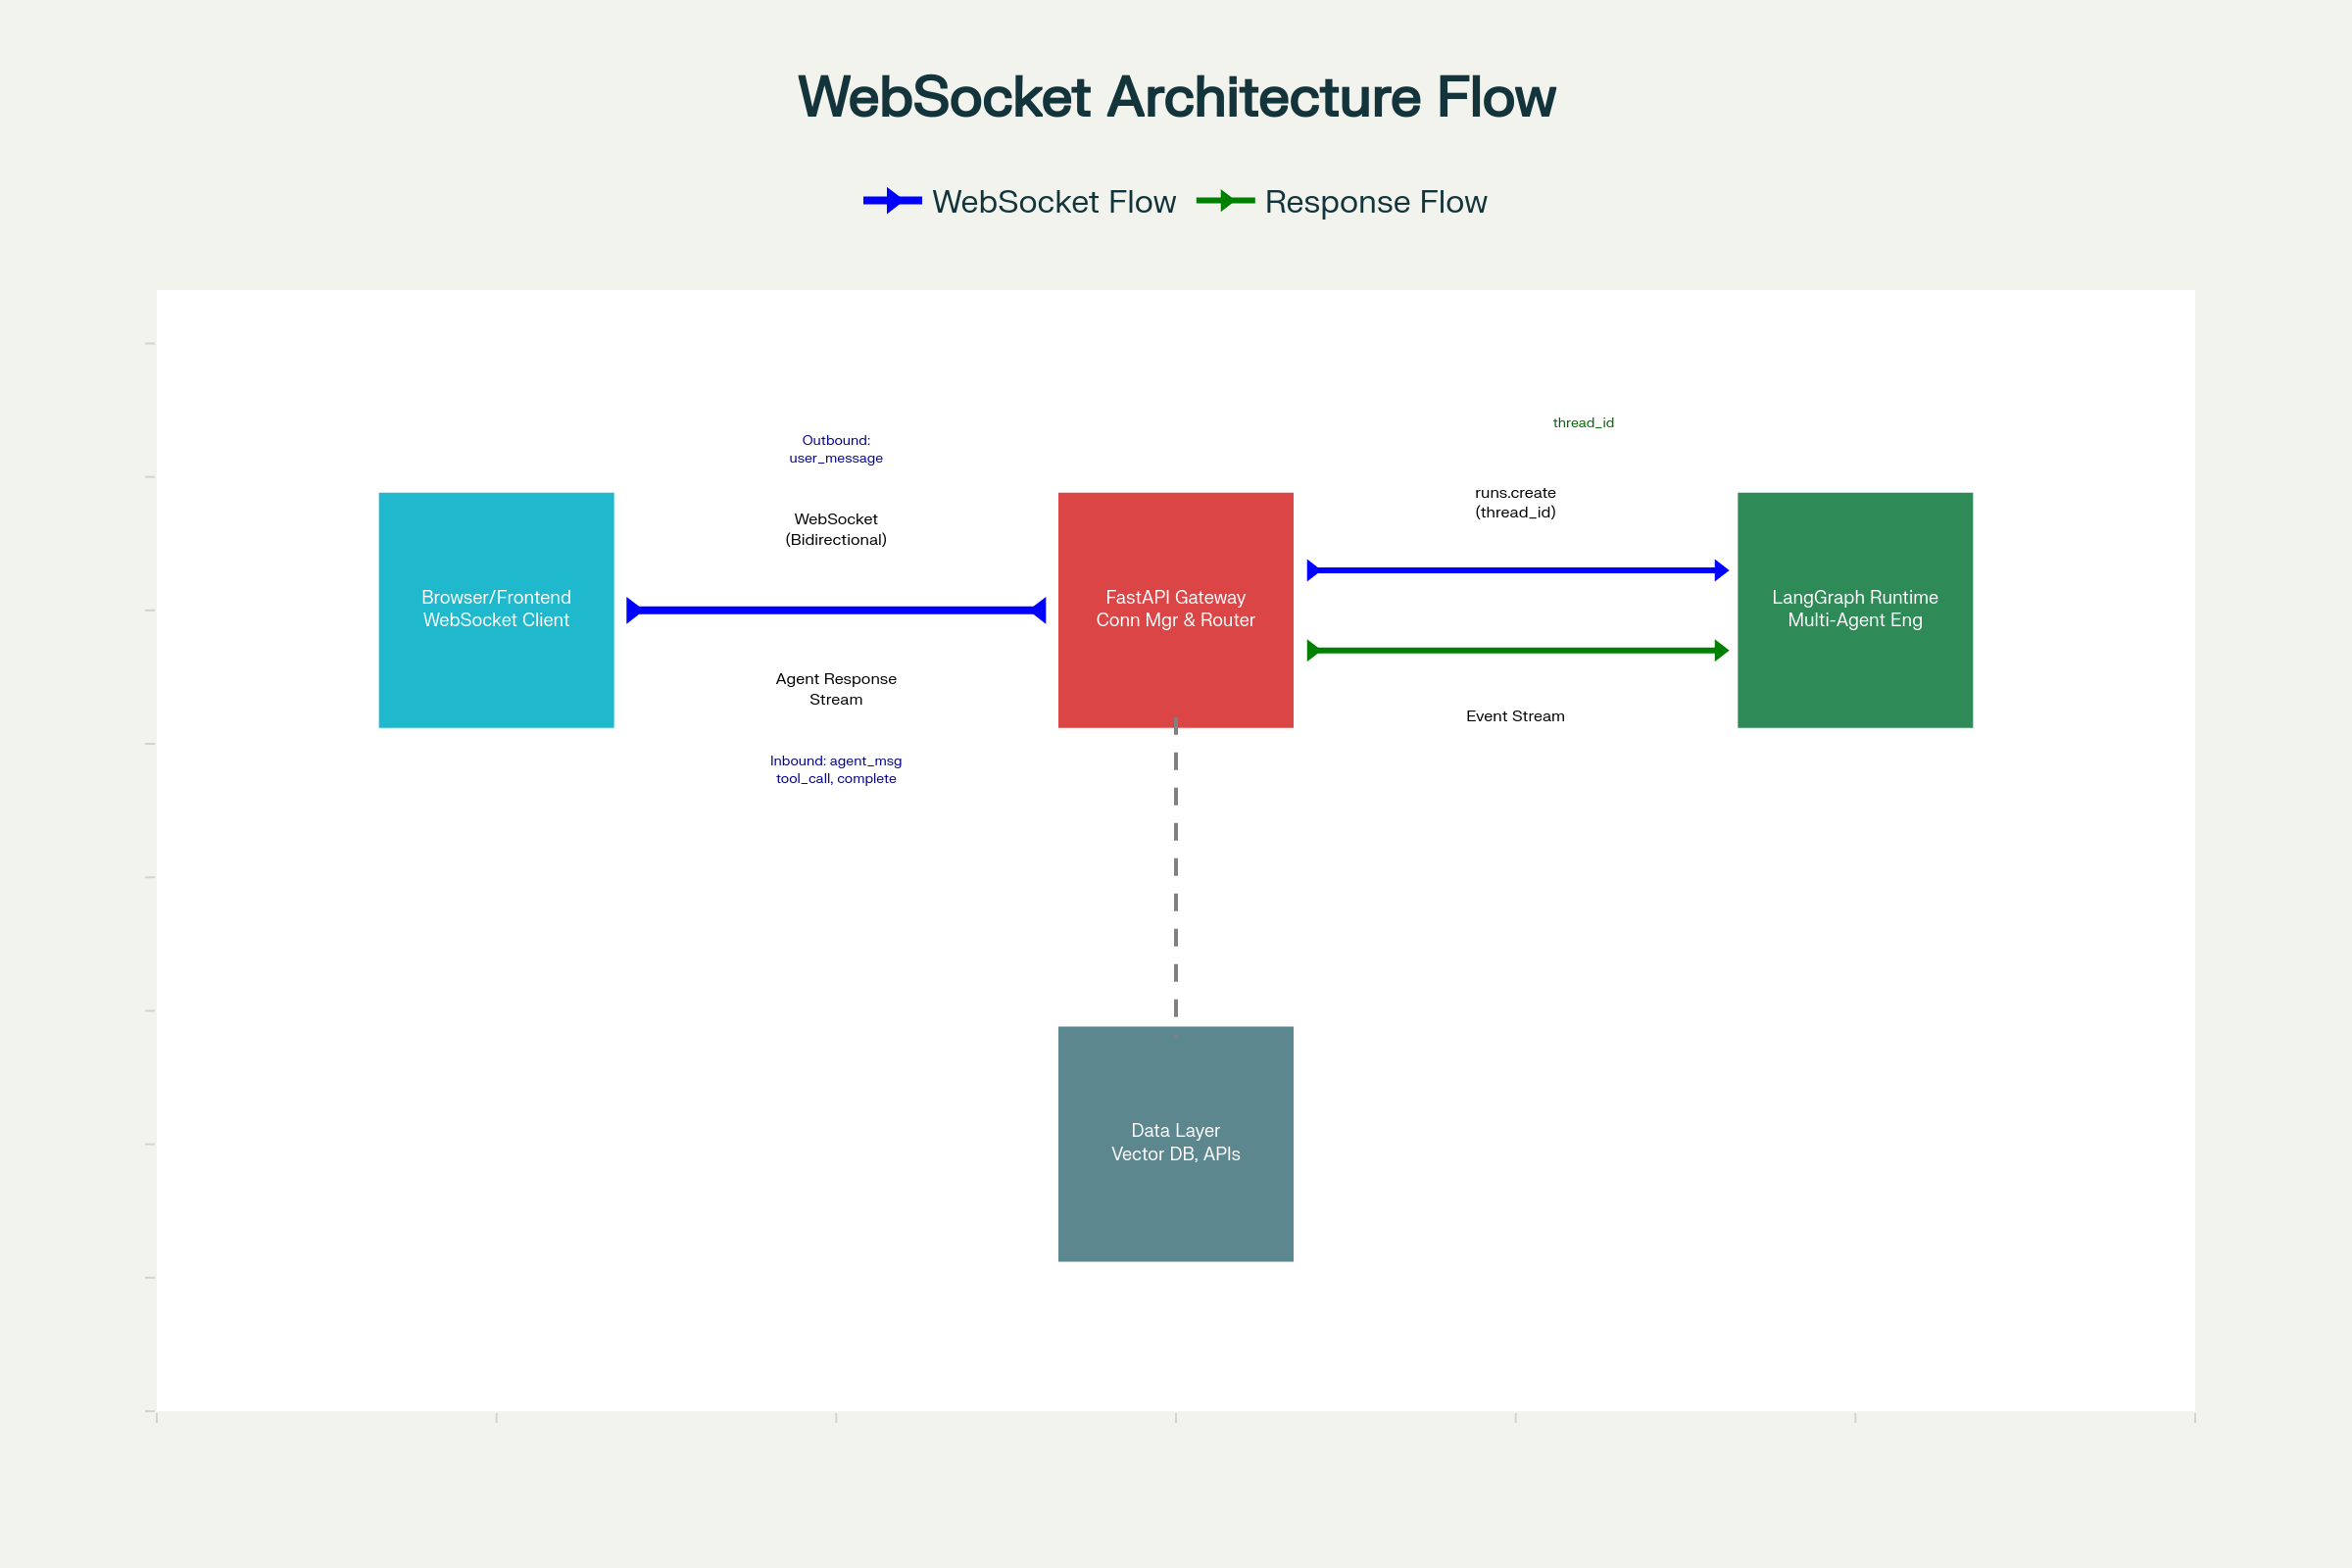 WebSocket Architecture Flow
WebSocket Flow
Response Flow
Outbound:
user_message
WebSocket
(Bidirectional)
thread_id
runs.create
(thread_id)
Browser/Frontend
WebSocket Client
FastAPI Gateway
Conn Mgr & Router
LangGraph Runtime
Multi-Agent Eng
Agent Response
Stream
Event Stream
Inbound: agent_msg
tool_call, complete
Data Layer
Vector DB, APIs